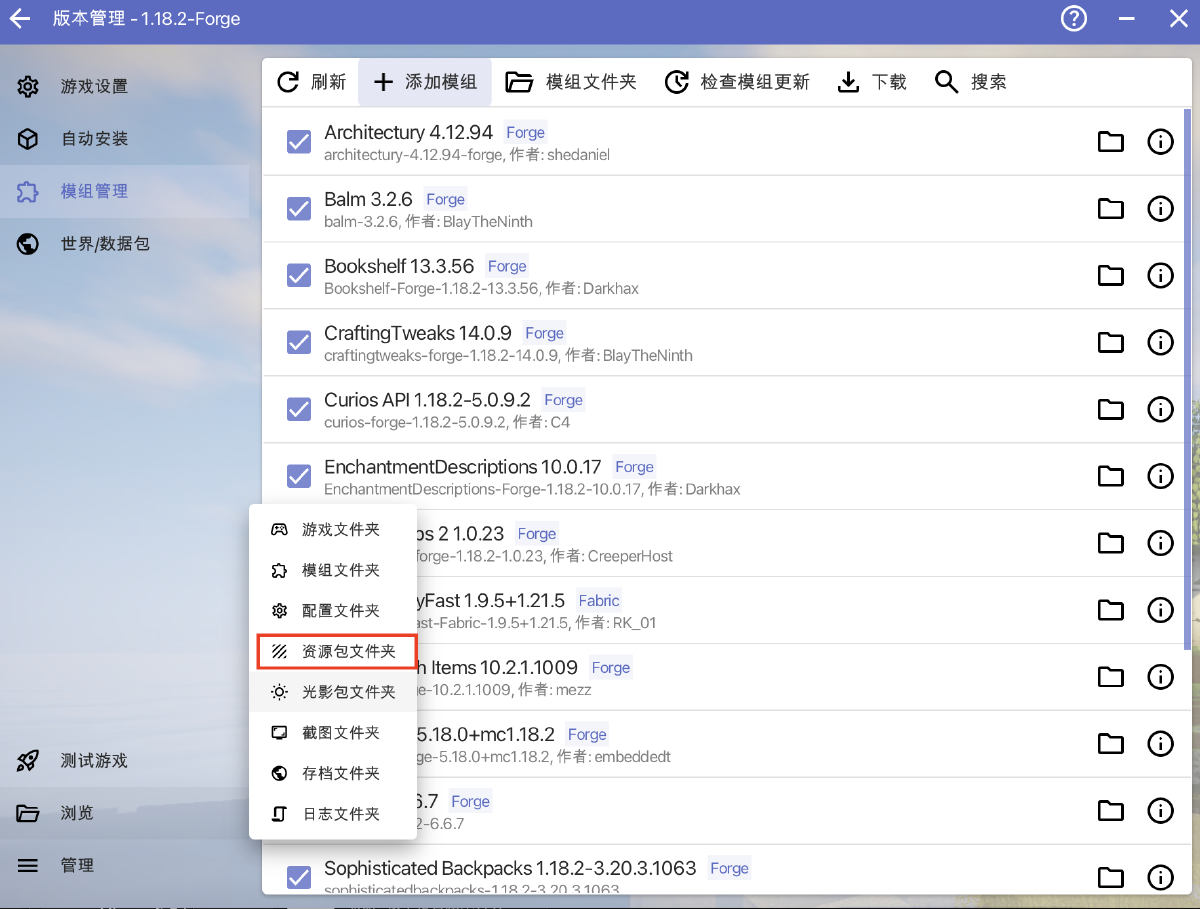 版本管理 - 1.18.2-Forge
游戏设置
自动安装
模组管理
世界/数据包
刷新 添加模组 模组文件夹 检查模组更新 下载 搜索
Architectury 4.12.94 Forge
architectury-4.12.94-forge, 作者: shedaniel
Balm 3.2.6 Forge
balm-3.2.6, 作者: BlayTheNinth
Bookshelf 13.3.56 Forge
Bookshelf-Forge-1.18.2-13.3.56, 作者: Darkhax
CraftingTweaks 14.0.9 Forge
craftingtweaks-forge-1.18.2-14.0.9, 作者: BlayTheNinth
Curios API 1.18.2-5.0.9.2 Forge
curios-forge-1.18.2-5.0.9.2, 作者: C4
EnchantmentDescriptions 10.0.17 Forge
EnchantmentDescriptions-Forge-1.18.2-10.0.17, 作者: Darkhax
os 2 1.0.23 Forge
forge-1.18.2-1.0.23, 作者: CreeperHost
yFast 1.9.5+1.21.5 Fabric
ast-Fabric-1.9.5+1.21.5, 作者: RK_01
h Items 10.2.1.1009 Forge
e-10.2.1.1009, 作者: mezz
5.18.0+mc1.18.2 Forge
ge-5.18.0+mc1.18.2, 作者: embeddedt
6.7 Forge
2-6.6.7
Sophisticated Backpacks 1.18.2-3.20.3.1063 Forge
sophisticatedbackpacks-1.18.2-3.20.3.1063
游戏文件夹
模组文件夹
配置文件夹
资源包文件夹
光影包文件夹
截图文件夹
存档文件夹
日志文件夹
测试游戏
浏览
管理